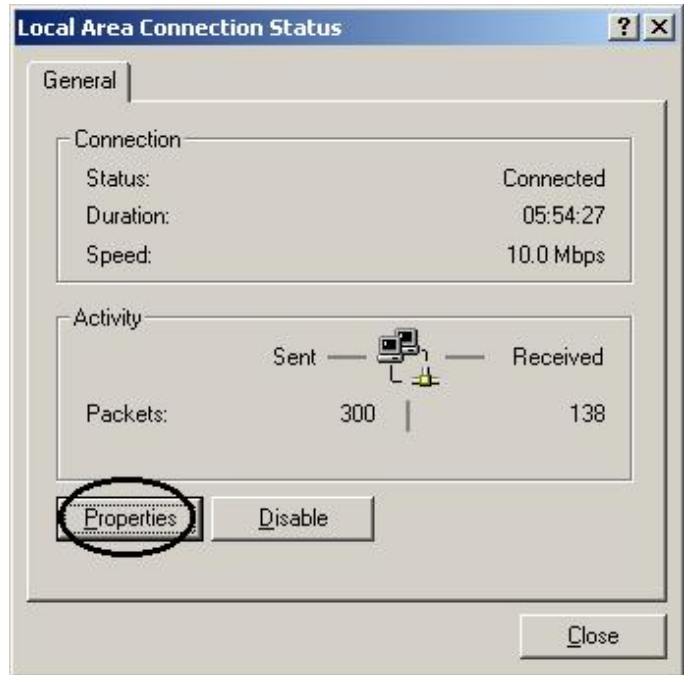 Local Area Connection Status
General
Connection
Status: Connected
Duration: 05:54:27
Speed: 10.0 Mbps
Activity
Sent Received
Packets: 300 138
Properties Disable
Close